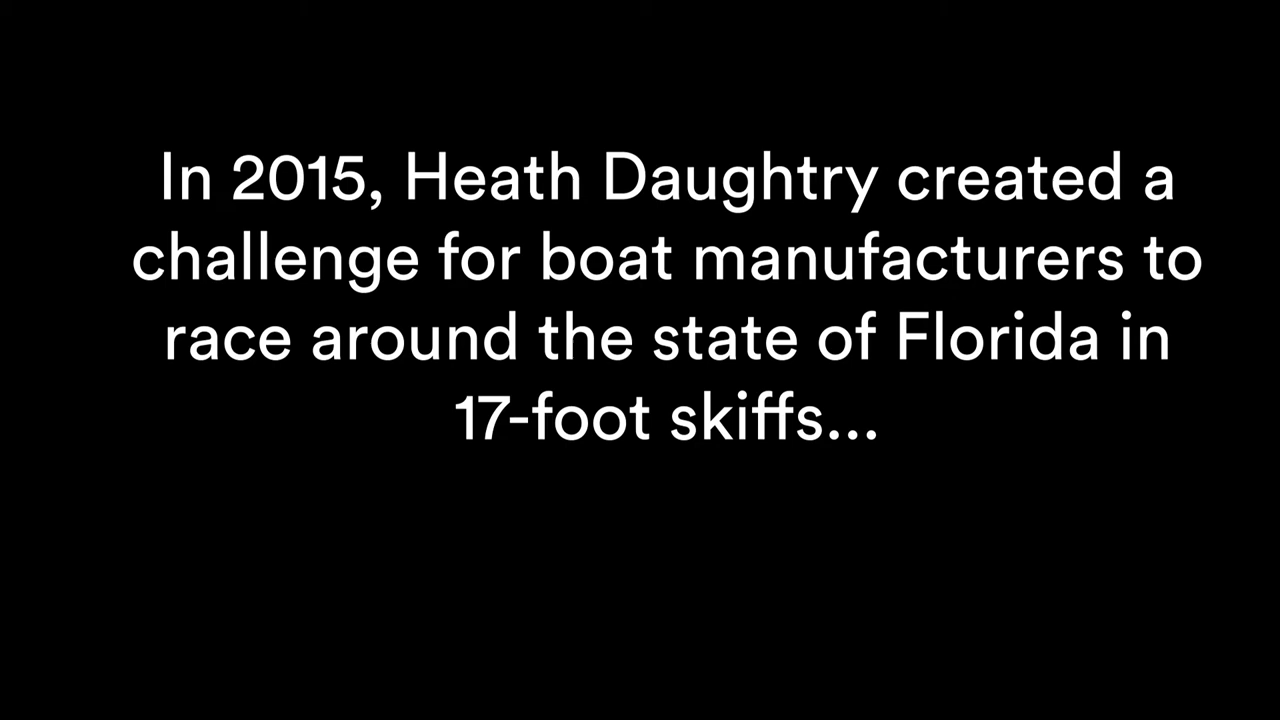 In 2015, Heath Daughtry created a
challenge for boat manufacturers to
race around the state of Florida in
17-foot skiffs...